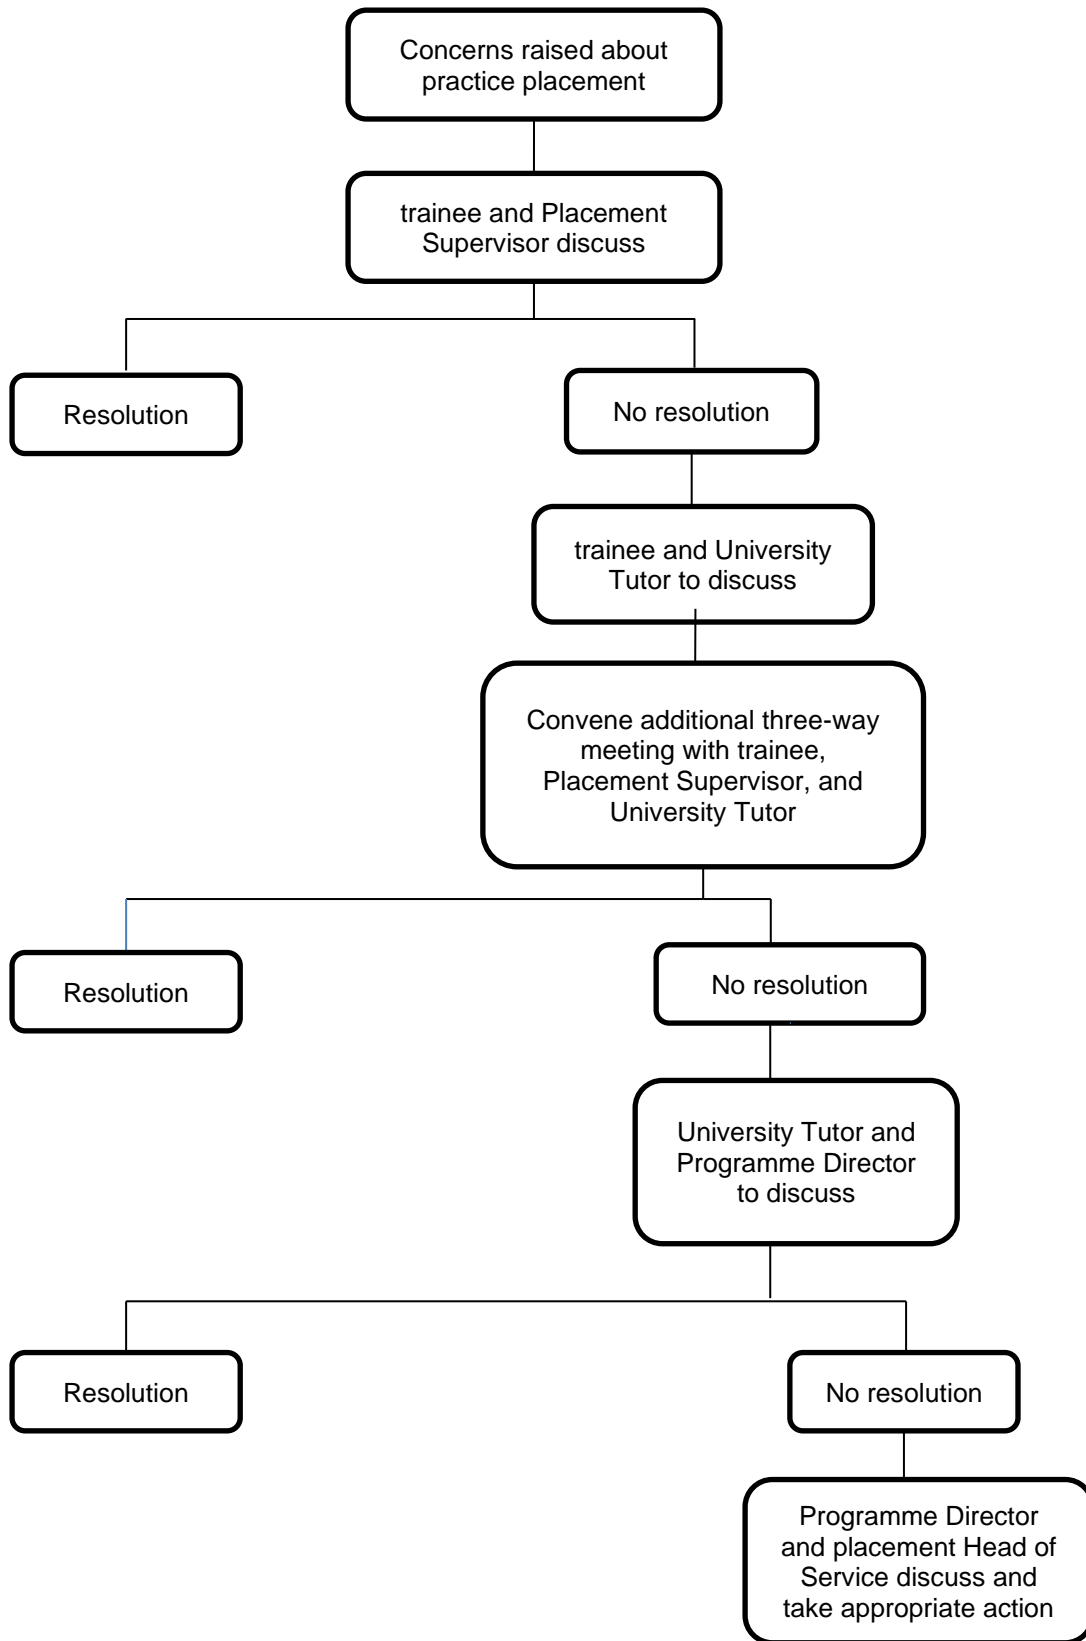 Concerns raised about
practice placement
trainee and Placement
Supervisor discuss
Resolution
No resolution
trainee and University
Tutor to discuss
Convene additional three-way
meeting with trainee,
Placement Supervisor, and
University Tutor
Resolution
No resolution
University Tutor and
Programme Director
to discuss
Resolution
No resolution
Programme Director
and placement Head of
Service discuss and
take appropriate action